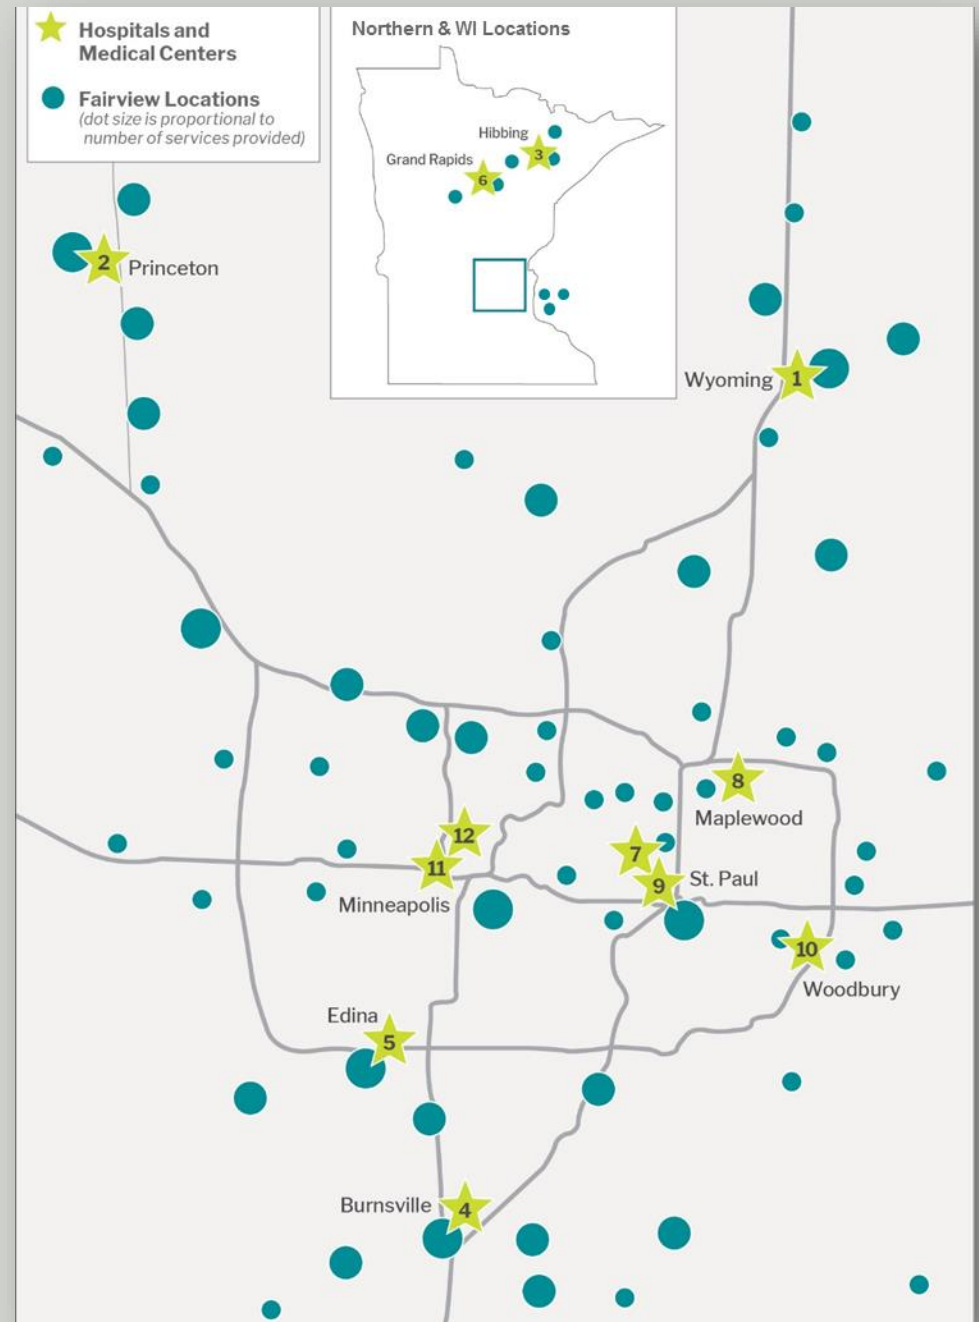 Hospitals and
Medical Centers
Fairview Locations
(dot size is proportional to
number of services provided)
Northern & WI Locations
Hibbing
3
Grand Rapids
6
2
Princeton
Wyoming
1
8
Maplewood
12
7
11
9
St. Paul
Minneapolis
10
Woodbury
Edina
5
Burnsville
4